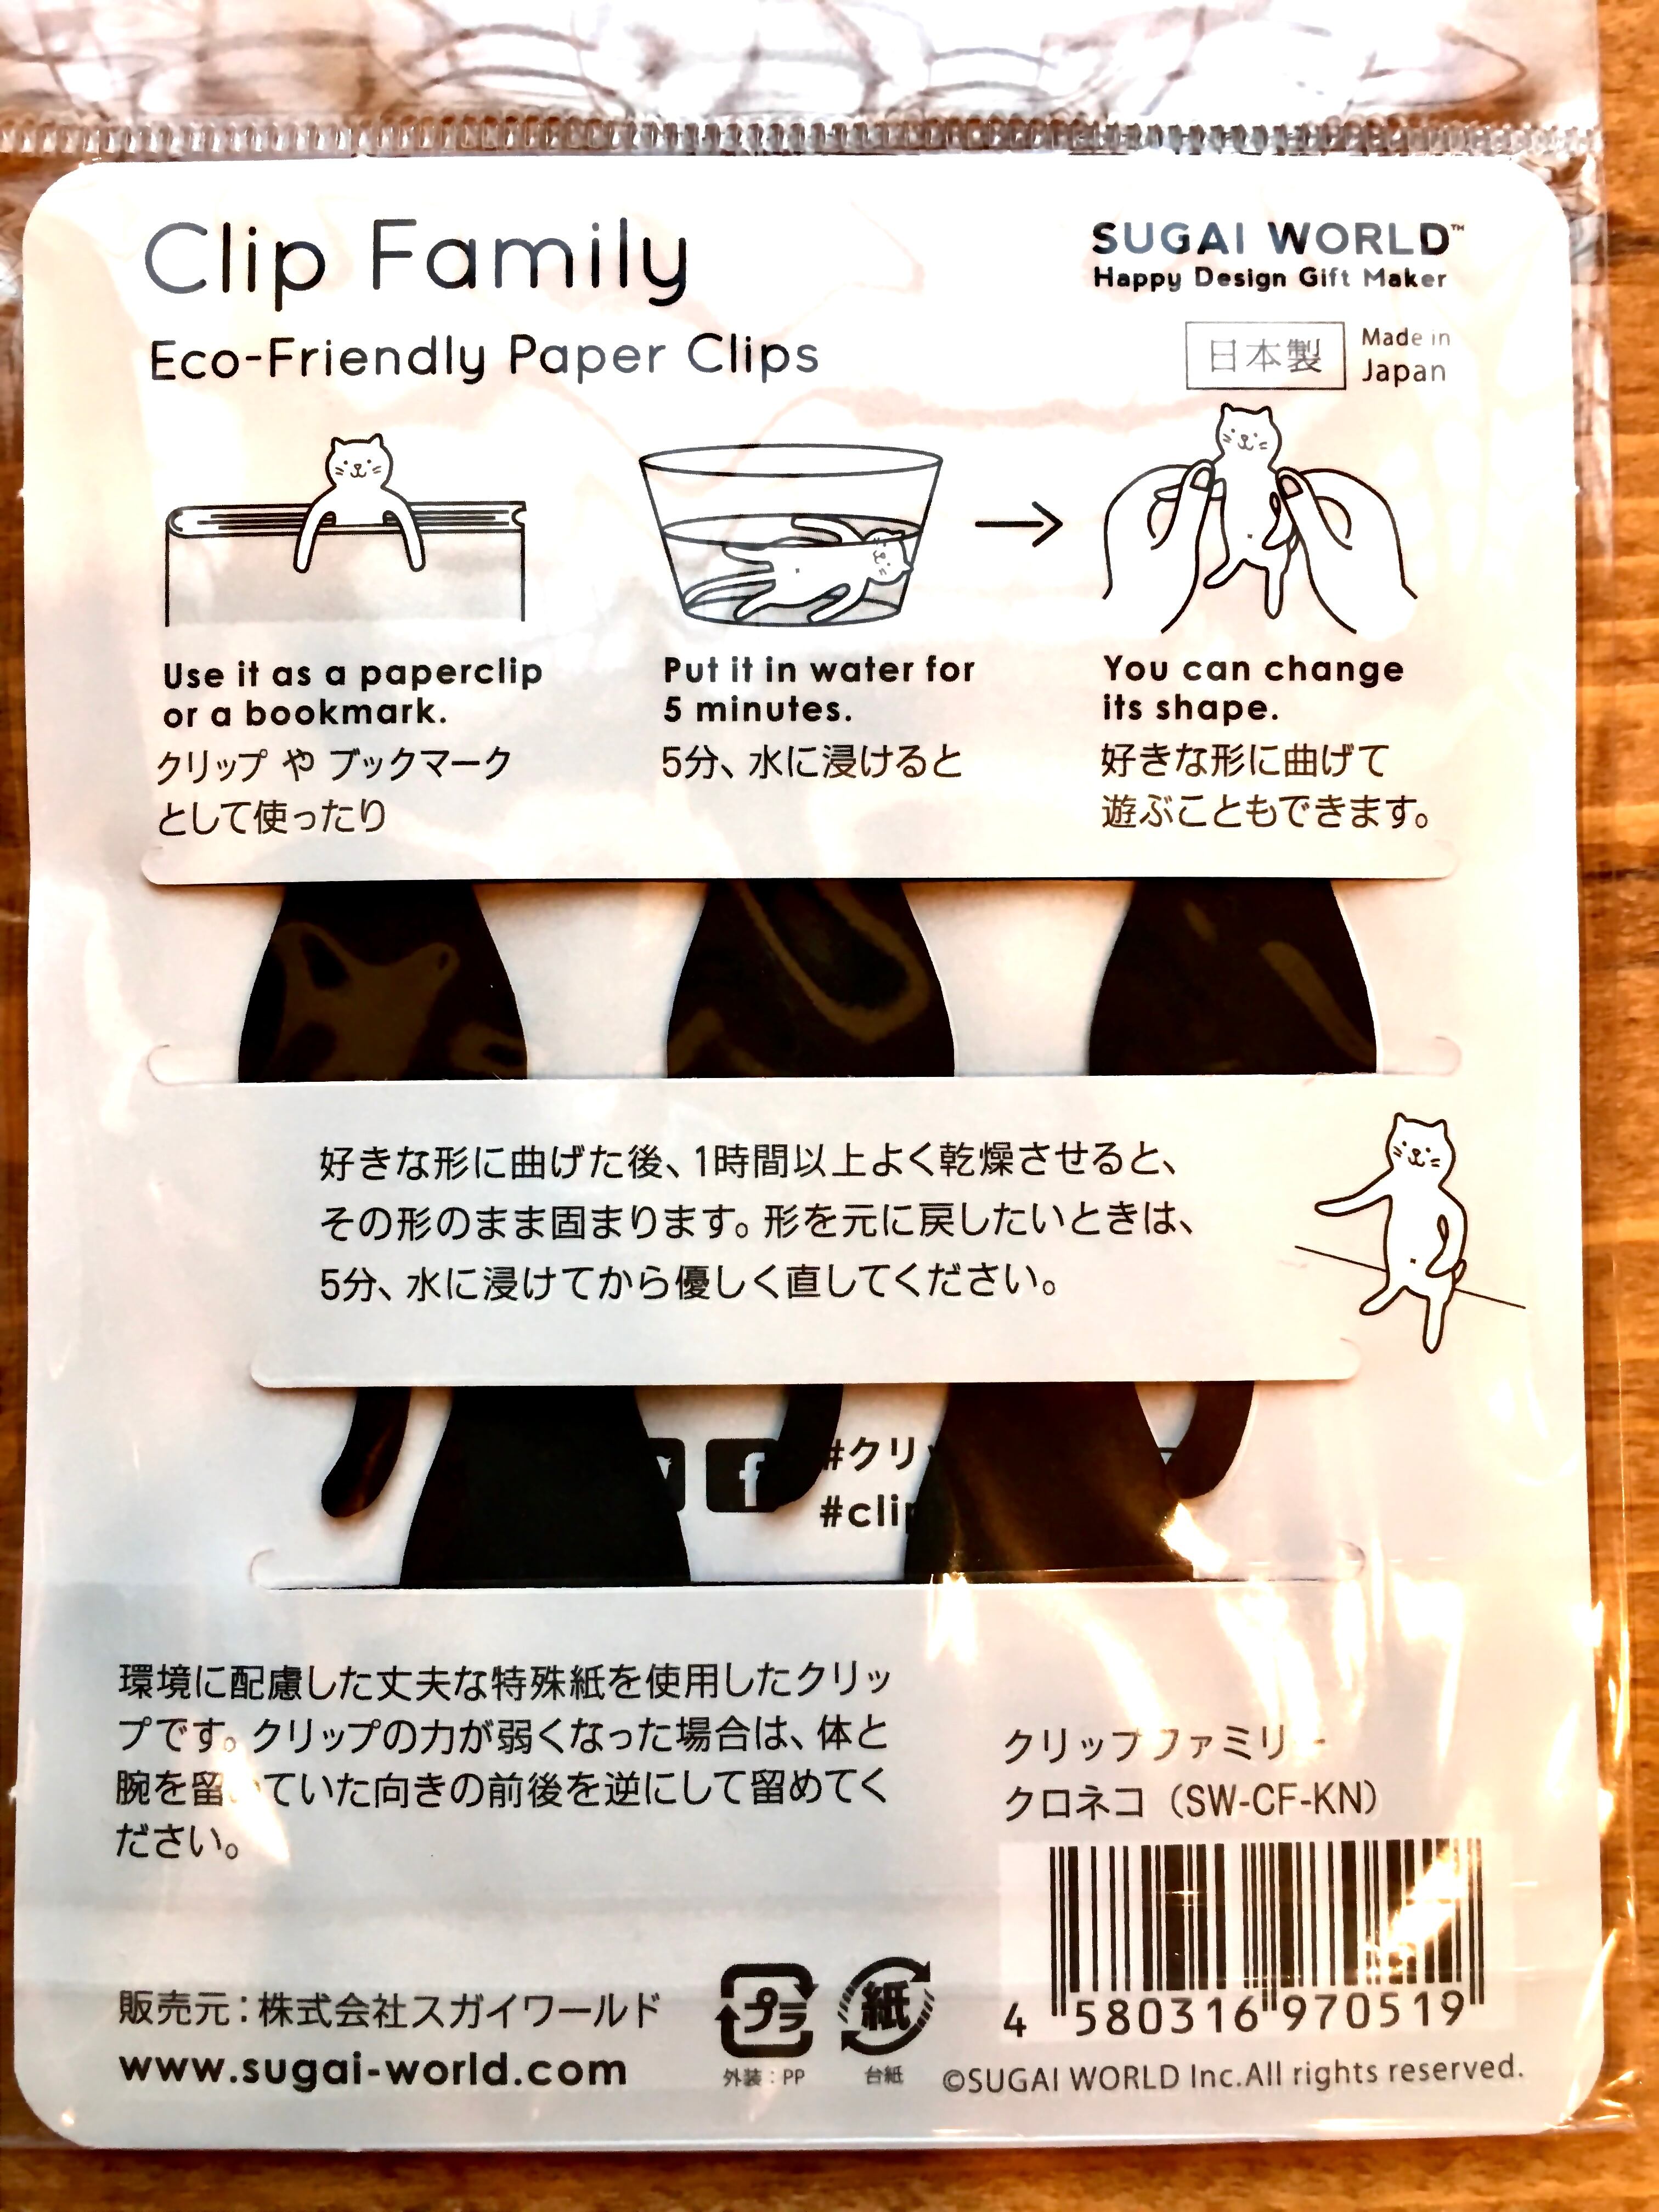 Clip Family
Eco-Friendly Paper Clips
SUGAI WORLD™
Happy Design Gift Maker
日本製
Made in
Japan
Use it as a paperclip
or a bookmark.
クリップ や ブックマーク
として使ったり
Put it in water for
5 minutes.
5分、水に浸けると
You can change
its shape.
好きな形に曲げて
遊ぶこともできます。
好きな形に曲げた後、1時間以上よく乾燥させると、
その形のまま固まります。形を元に戻したいときは、
5分、水に浸けてから優しく直してください。
f
#クリ
#cli
環境に配慮した丈夫な特殊紙を使用したクリッ
プです。クリップの力が弱くなった場合は、体と
腕を留めていた向きの前後を逆にして留めてく
ださい。
クリップファミリー
クロネコ（SW-CF-KN）
4 580316 970519
販売元：株式会社スガイワールド
www.sugai-world.com
プラ
外装：PP
紙
台紙
©SUGAI WORLD Inc.All rights reserved.